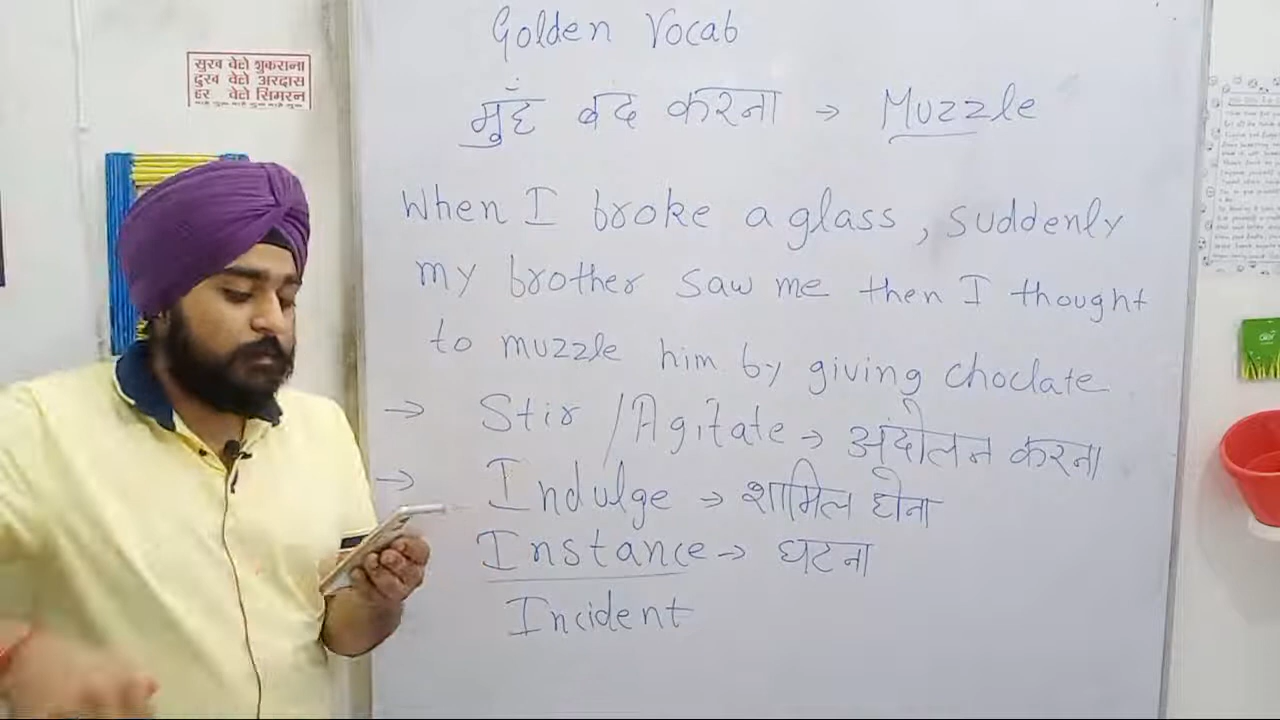 Golden Vocab
सुख वेले शुकराना
दुख वेले अरदास
हर वेले सिमरन
मुहँ बंद करना → Muzzle
When I broke a glass, suddenly
my brother saw me then I thought
to muzzle him by giving choclate
→ Stir / Agitate → आंदोलन करना
→ Indulge → शामिल होना
Instance → घटना
Incident